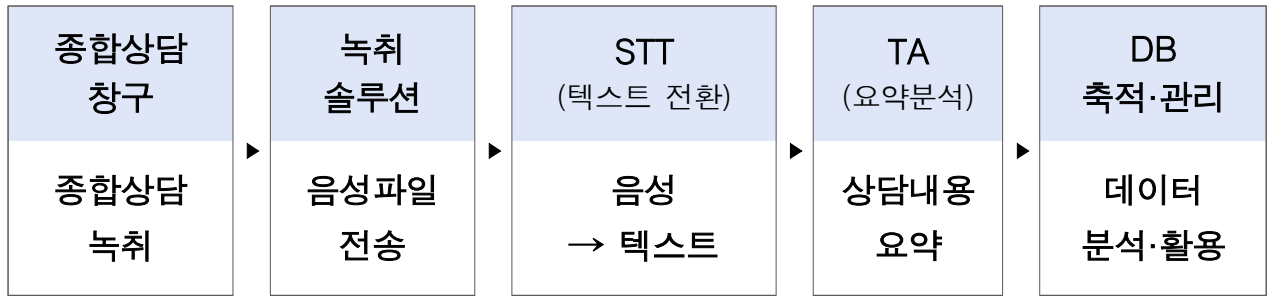 종합상담
창구
종합상담
녹취
▶
녹취
솔루션
음성파일
전송
▶
STT
(텍스트 전환)
음성
→ 텍스트
▶
TA
(요약분석)
상담내용
요약
▶
DB
축적·관리
데이터
분석·활용